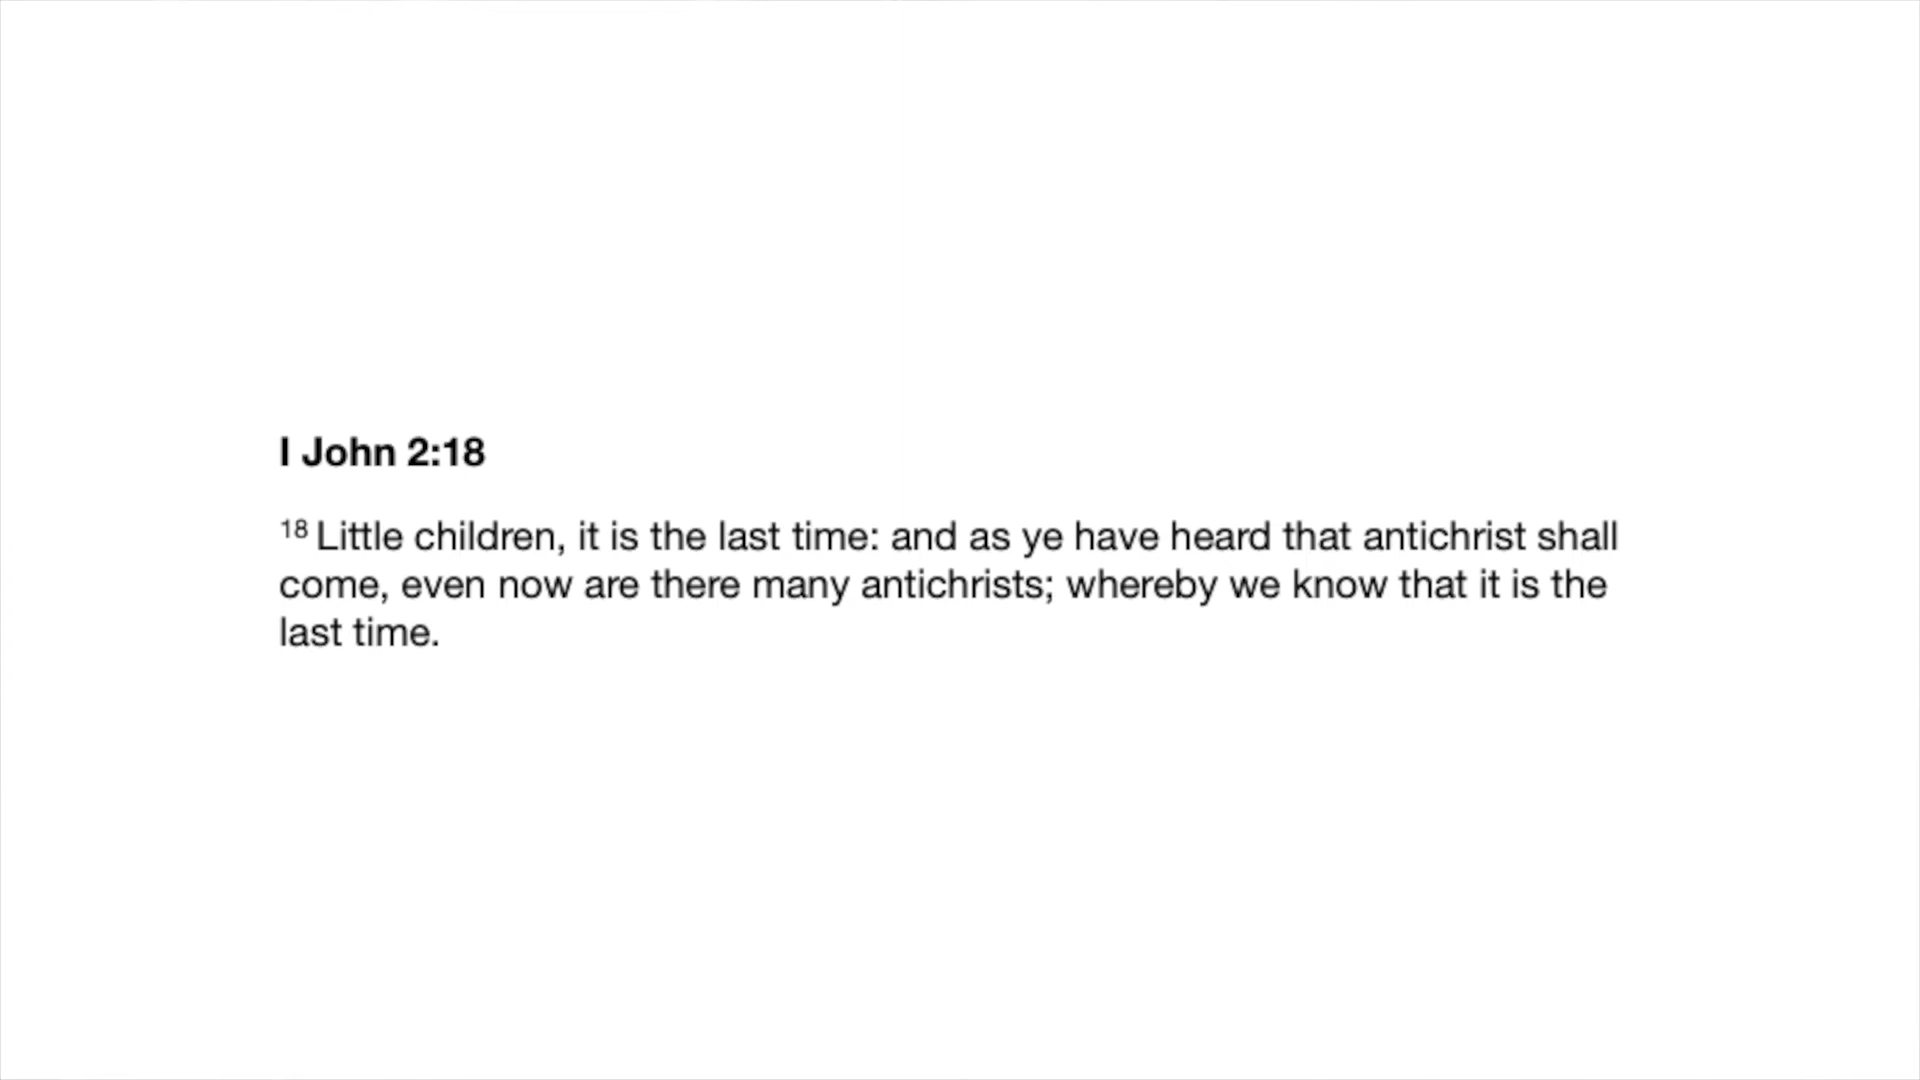 I John 2:18
18 Little children, it is the last time: and as ye have heard that antichrist shall
come, even now are there many antichrists; whereby we know that it is the
last time.